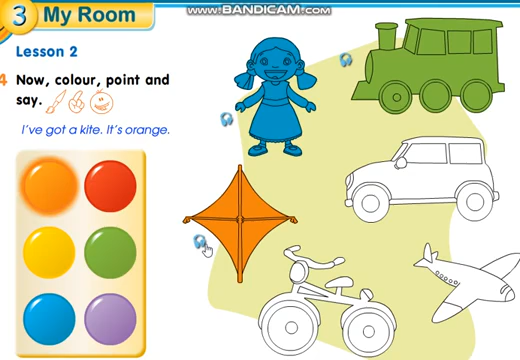 www.BANDICAM.com
3 My Room
Lesson 2
4 Now, colour, point and
say.
I've got a kite. It's orange.